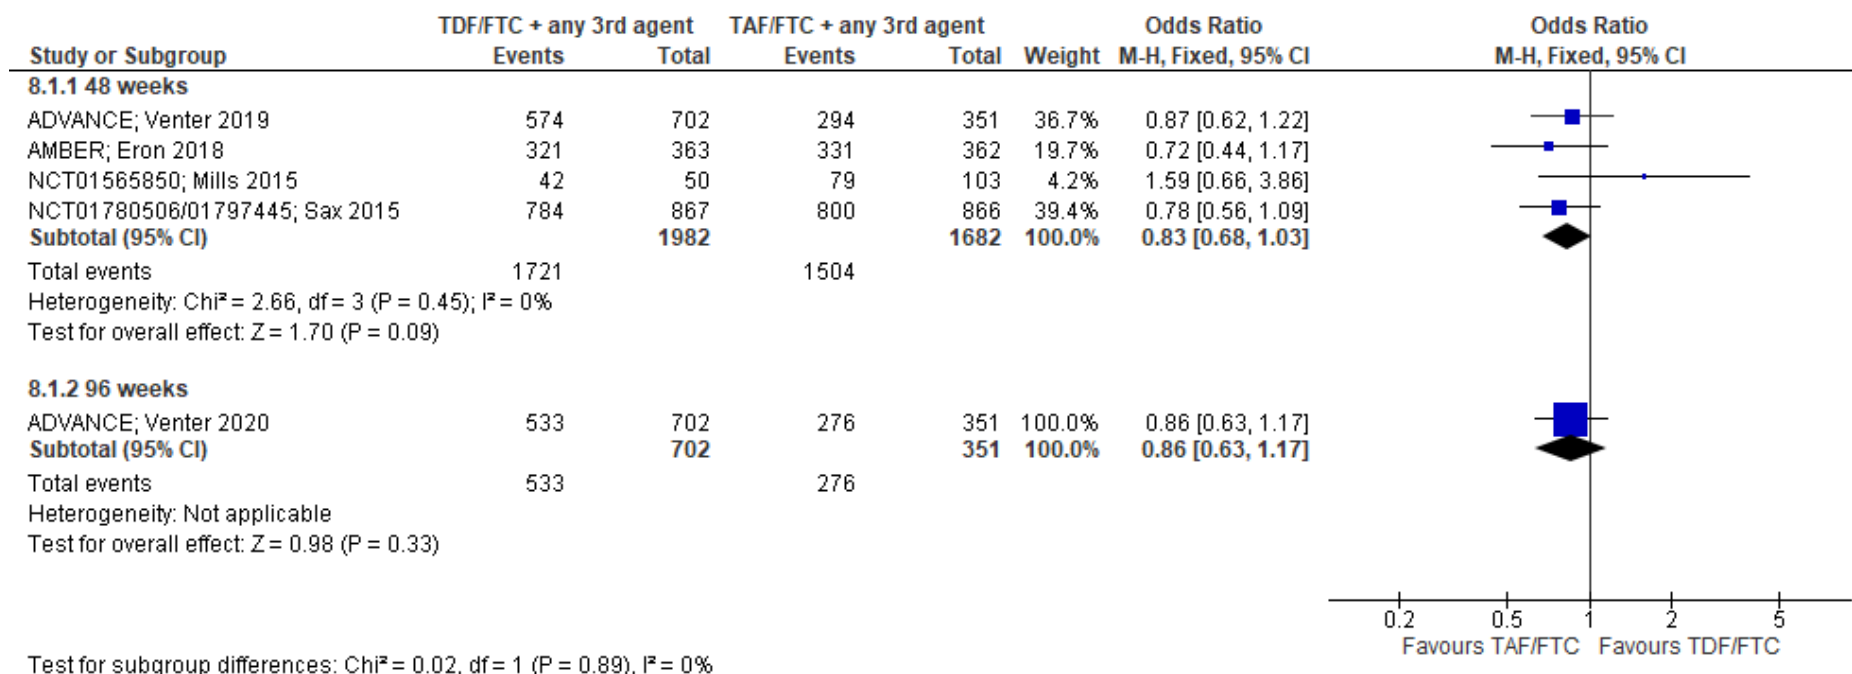 TDF/FTC + any 3rd agent TAF/FTC + any 3rd agent Odds Ratio Odds Ratio
Study or Subgroup Events Total Events Total Weight M-H, Fixed, 95% CI M-H, Fixed, 95% CI
8.1.1 48 weeks
ADVANCE; Venter 2019 574 702 294 351 36.7% 0.87 [0.62, 1.22]
AMBER; Eron 2018 321 363 331 362 19.7% 0.72 [0.44, 1.17]
NCT01565850; Mills 2015 42 50 79 103 4.2% 1.59 [0.66, 3.86]
NCT01780506/01797445; Sax 2015 784 867 800 866 39.4% 0.78 [0.56, 1.09]
Subtotal (95% CI) 1982 1682 100.0% 0.83 [0.68, 1.03]
Total events 1721 1504
Heterogeneity: Chi² = 2.66, df = 3 (P = 0.45); I² = 0%
Test for overall effect: Z = 1.70 (P = 0.09)
8.1.2 96 weeks
ADVANCE; Venter 2020 533 702 276 351 100.0% 0.86 [0.63, 1.17]
Subtotal (95% CI) 702 351 100.0% 0.86 [0.63, 1.17]
Total events 533 276
Heterogeneity: Not applicable
Test for overall effect: Z = 0.98 (P = 0.33)
0.2 0.5 1 2 5
Favours TAF/FTC Favours TDF/FTC
Test for subgroup differences: Chi² = 0.02, df = 1 (P = 0.89), I² = 0%